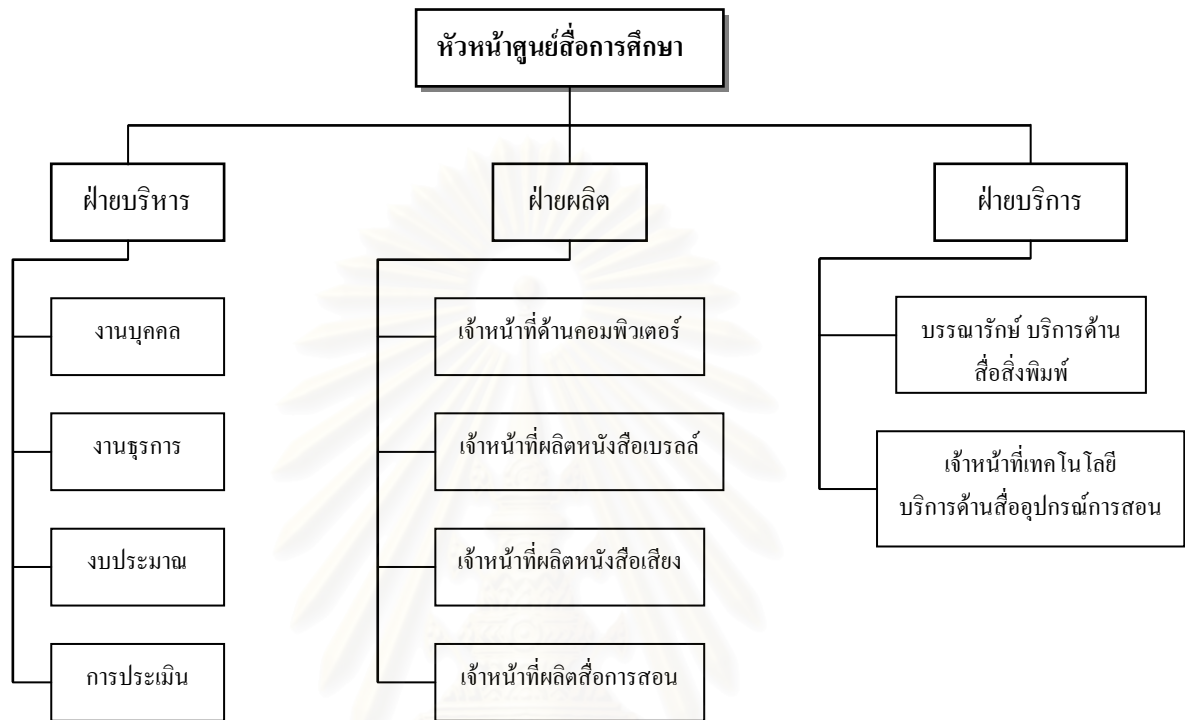 หัวหน้าศูนย์สื่อการศึกษา
ฝ่ายบริหาร
ฝ่ายผลิต
ฝ่ายบริการ
งานบุคคล
งานธุรการ
งบประมาณ
การประเมิน
เจ้าหน้าที่ด้านคอมพิวเตอร์
เจ้าหน้าที่ผลิตหนังสือเบรลล์
เจ้าหน้าที่ผลิตหนังสือเสียง
เจ้าหน้าที่ผลิตสื่อการสอน
บรรณารักษ์ บริการด้าน
สื่อสิ่งพิมพ์
เจ้าหน้าที่เทคโนโลยี
บริการด้านสื่ออุปกรณ์การสอน